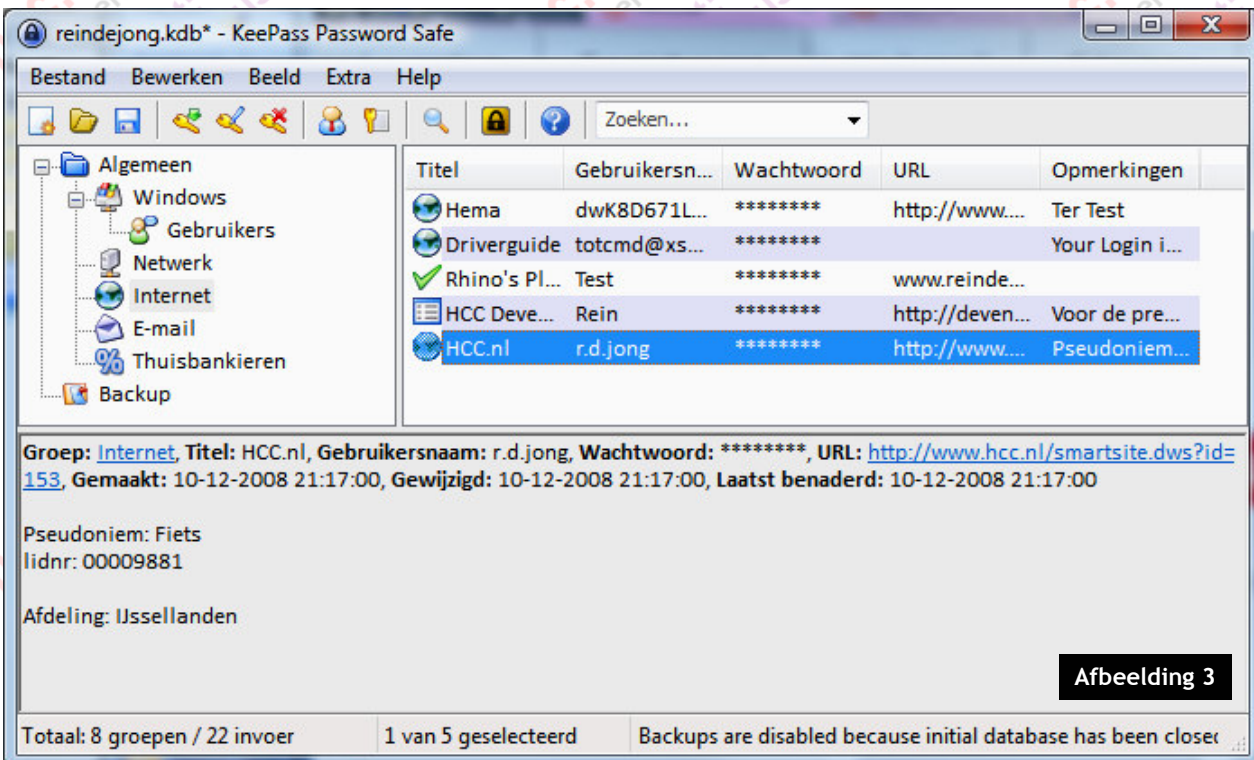 reindejong.kdb* - KeePass Password Safe
Bestand Bewerken Beeld Extra Help
Zoeken...
Algemeen
Windows
Gebruikers
Netwerk
Internet
E-mail
Thuisbankieren
Backup
Titel Gebruikersn... Wachtwoord URL Opmerkingen
Hema dwK8D671L... ******** http://www.... Ter Test
Driverguide totcmd@xs... ******** Your Login i...
Rhino's Pl... Test ******** www.reinde...
HCC Deve... Rein ******** http://deven... Voor de pre...
HCC.nl r.d.jong ******** http://www.... Pseudoniem...
Groep: Internet, Titel: HCC.nl, Gebruikersnaam: r.d.jong, Wachtwoord: ********, URL: http://www.hcc.nl/smartsite.dws?id=
153, Gemaakt: 10-12-2008 21:17:00, Gewijzigd: 10-12-2008 21:17:00, Laatst benaderd: 10-12-2008 21:17:00
Pseudoniem: Fiets
lidnr: 00009881
Afdeling: IJssellanden
Afbeelding 3
Totaal: 8 groepen / 22 invoer 1 van 5 geselecteerd Backups are disabled because initial database has been closed